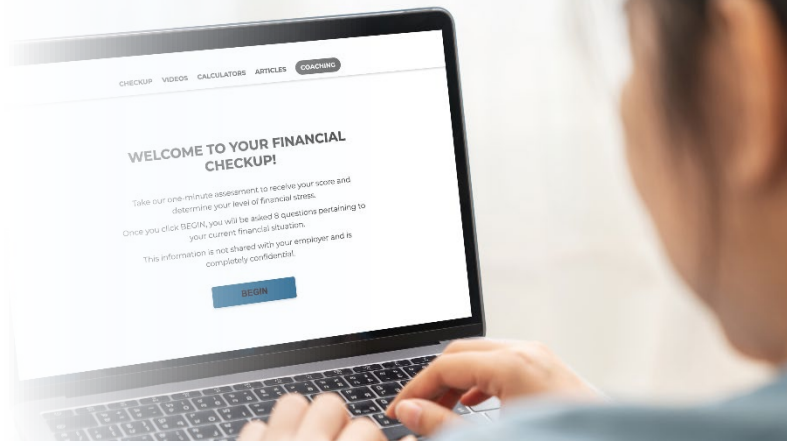 CHECKUP VIDEOS CALCULATORS ARTICLES COACHING
WELCOME TO YOUR FINANCIAL
CHECKUP!
Take our one-minute assessment to receive your score and
determine your level of financial stress.
Once you click BEGIN, you will be asked 8 questions pertaining to
your current financial situation.
This information is not shared with your employer and is
completely confidential.
BEGIN